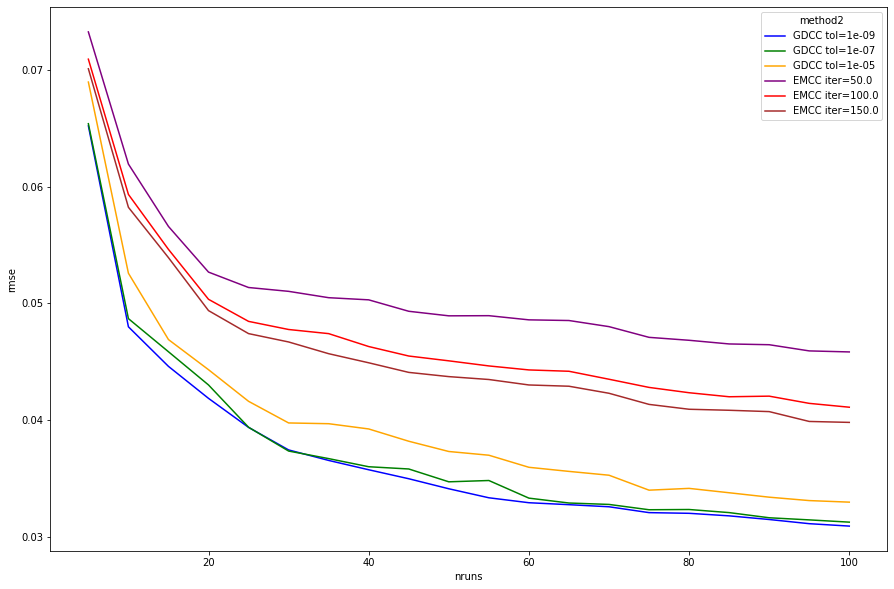 method2
GDCC tol=1e-09
GDCC tol=1e-07
GDCC tol=1e-05
EMCC iter=50.0
EMCC iter=100.0
EMCC iter=150.0
0.07
0.06
0.05
0.04
0.03
rmse
20 40 60 80 100
nruns